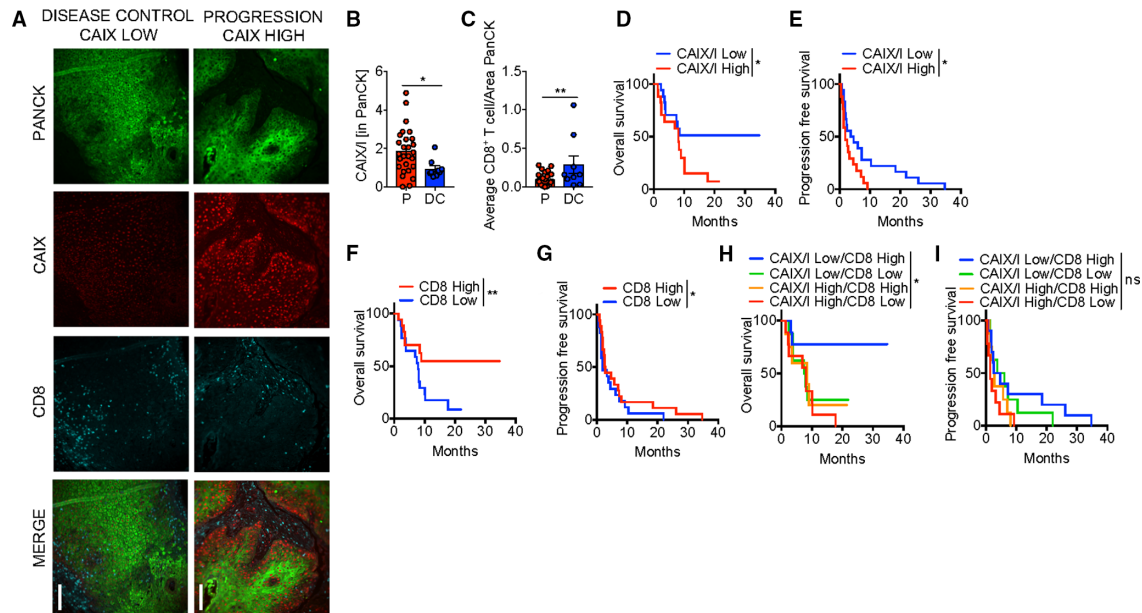 A
DISEASE CONTROL
CAIX LOW
PROGRESSION
CAIX HIGH
PANCK
CAIX
CD8
MERGE
B
CAIX/I [in PanCK]
6
4
2
0
*
P
DC
C
Average CD8⁺ T cell/Area PanCK
1.5
1.0
0.5
0.0
**
P
DC
D
CAIX/I Low
CAIX/I High
*
Overall survival
100
50
0
0
10
20
30
40
Months
E
CAIX/I Low
CAIX/I High
*
Progression free survival
100
50
0
0
10
20
30
40
Months
F
CD8 High
CD8 Low
**
Overall survival
100
50
0
0
10
20
30
40
Months
G
CD8 High
CD8 Low
*
Progression free survival
100
50
0
0
10
20
30
40
Months
H
CAIX/I Low/CD8 High
CAIX/I Low/CD8 Low
CAIX/I High/CD8 High
CAIX/I High/CD8 Low
*
Overall survival
100
50
0
0
10
20
30
40
Months
I
CAIX/I Low/CD8 High
CAIX/I Low/CD8 Low
CAIX/I High/CD8 High
CAIX/I High/CD8 Low
ns
Progression free survival
100
50
0
0
10
20
30
40
Months